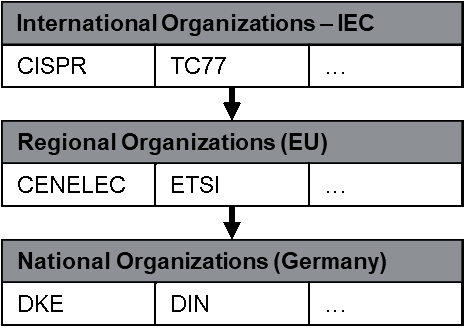 International Organizations – IEC
CISPR TC77 ...
Regional Organizations (EU)
CENELEC ETSI ...
National Organizations (Germany)
DKE DIN ...